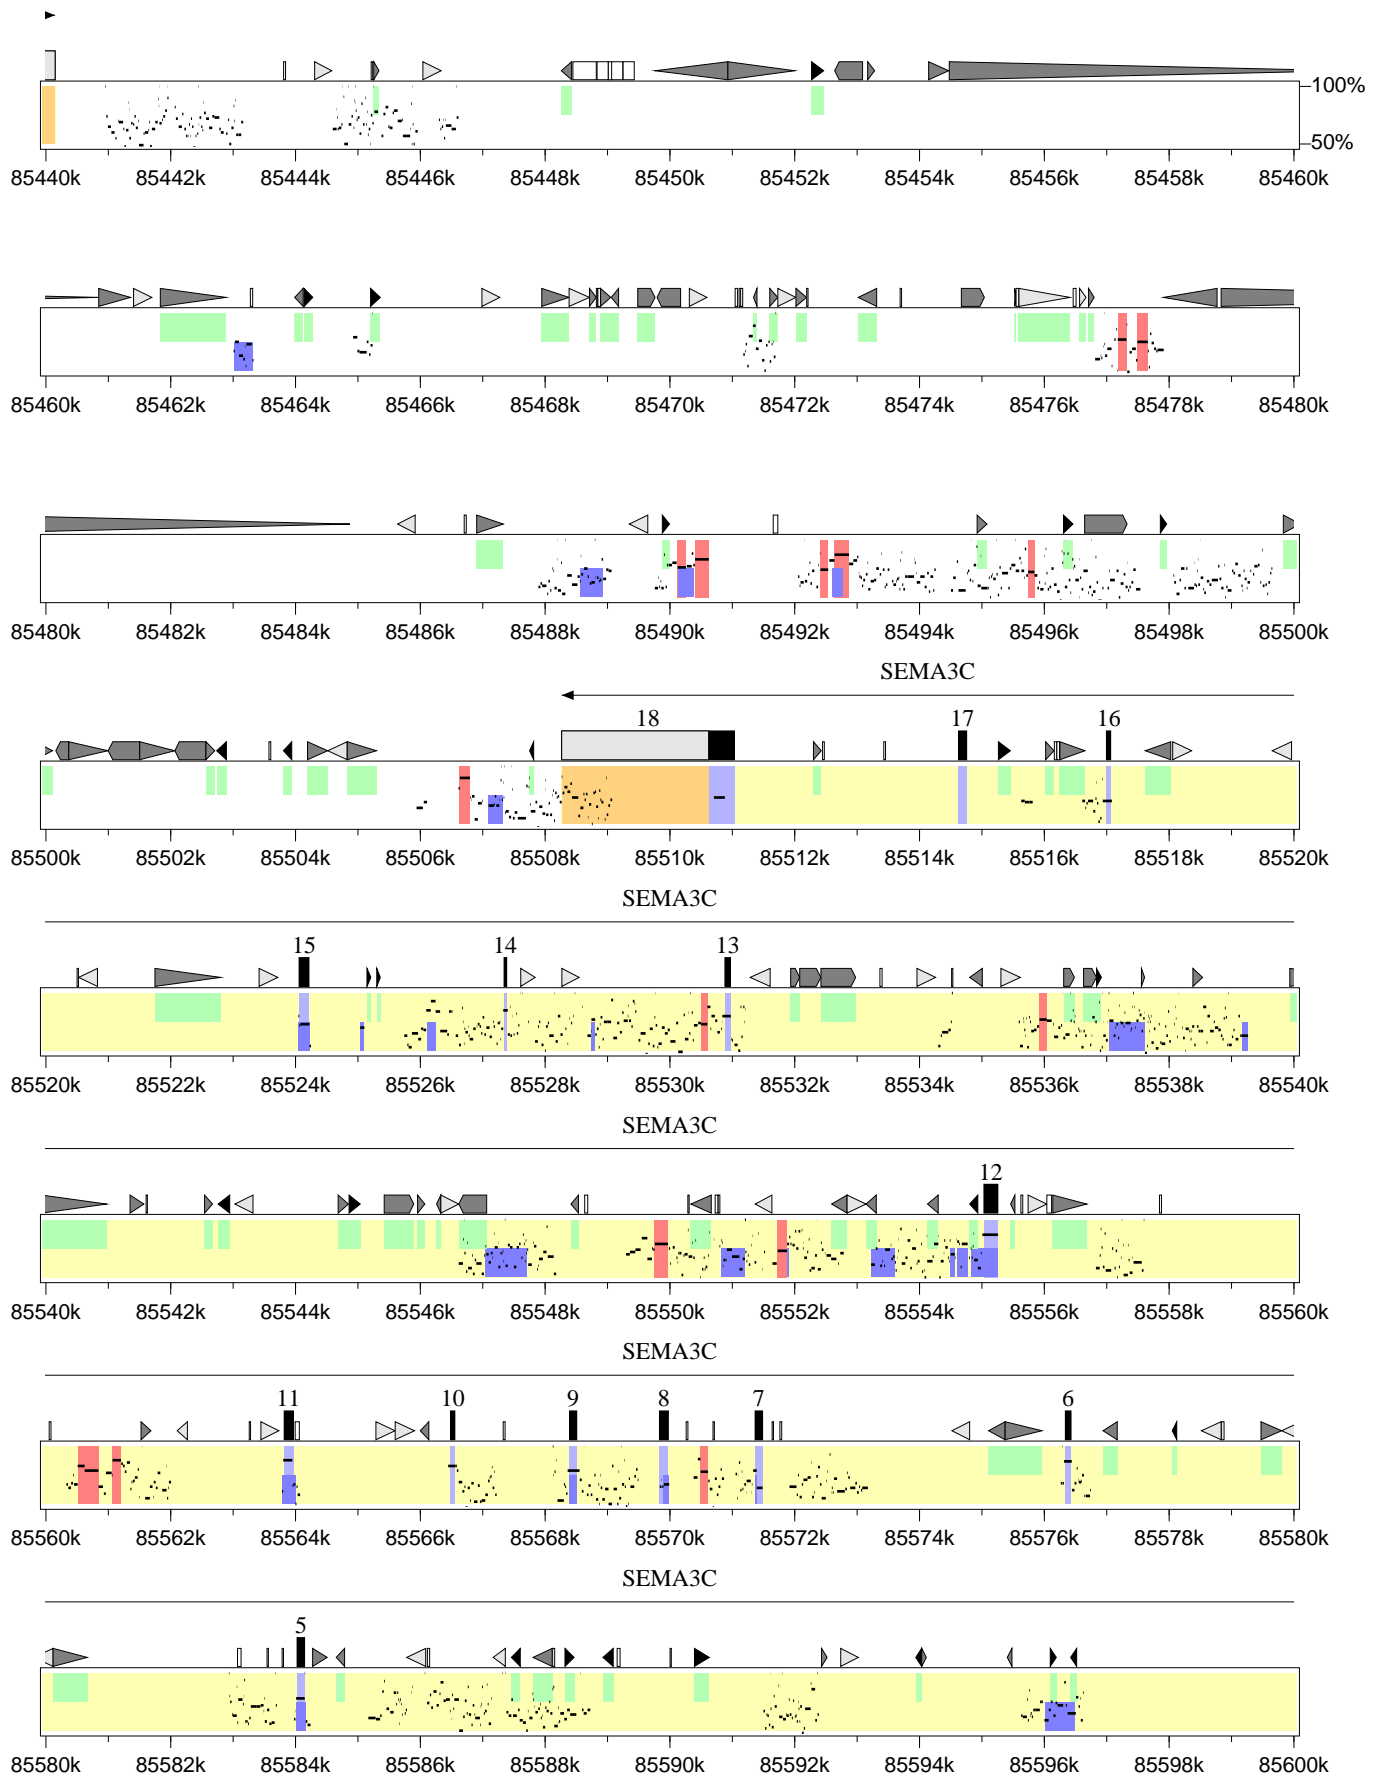 100%
50%
85440k 85442k 85444k 85446k 85448k 85450k 85452k 85454k 85456k 85458k 85460k
85460k 85462k 85464k 85466k 85468k 85470k 85472k 85474k 85476k 85478k 85480k
85480k 85482k 85484k 85486k 85488k 85490k 85492k 85494k 85496k 85498k 85500k
SEMA3C
18 17 16
85500k 85502k 85504k 85506k 85508k 85510k 85512k 85514k 85516k 85518k 85520k
SEMA3C
15 14 13
85520k 85522k 85524k 85526k 85528k 85530k 85532k 85534k 85536k 85538k 85540k
SEMA3C
12
85540k 85542k 85544k 85546k 85548k 85550k 85552k 85554k 85556k 85558k 85560k
SEMA3C
11 10 9 8 7 6
85560k 85562k 85564k 85566k 85568k 85570k 85572k 85574k 85576k 85578k 85580k
SEMA3C
5
85580k 85582k 85584k 85586k 85588k 85590k 85592k 85594k 85596k 85598k 85600k